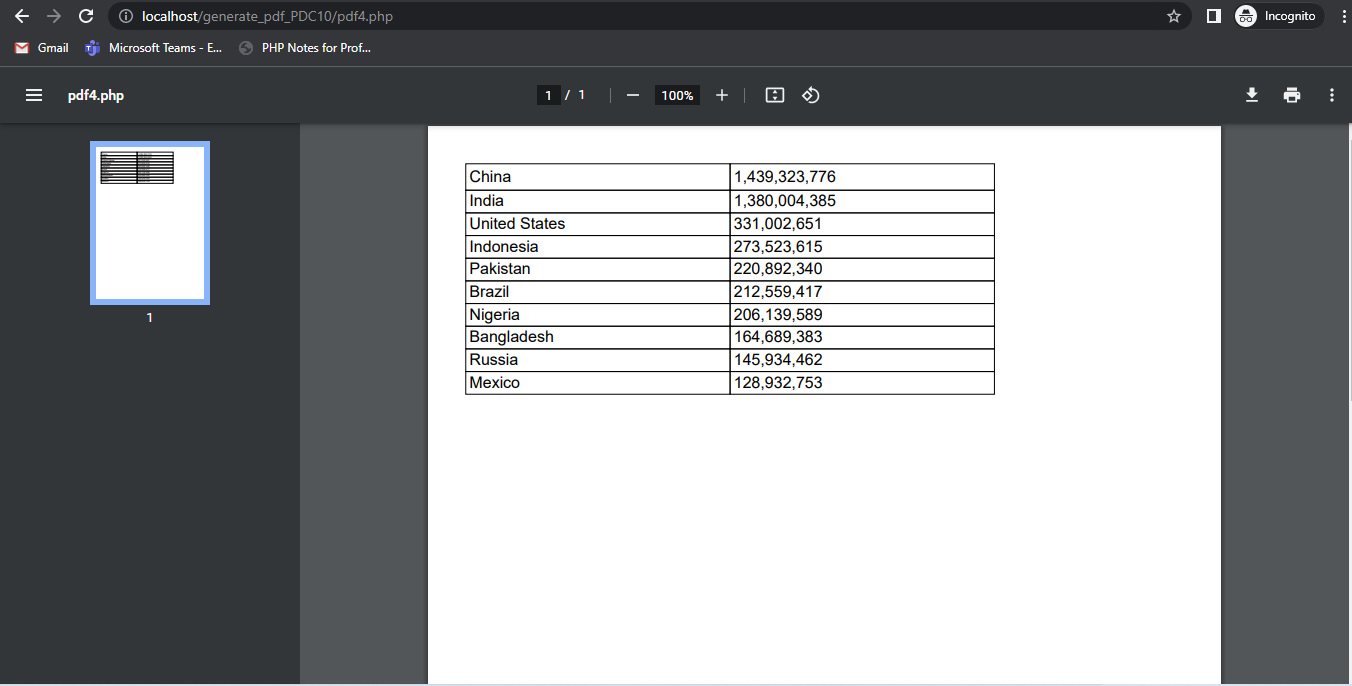 localhost/generate_pdf_PDC10/pdf4.php Incognito
Gmail Microsoft Teams - E... PHP Notes for Prof...
pdf4.php 1 / 1 100%
1
China 1,439,323,776
India 1,380,004,385
United States 331,002,651
Indonesia 273,523,615
Pakistan 220,892,340
Brazil 212,559,417
Nigeria 206,139,589
Bangladesh 164,689,383
Russia 145,934,462
Mexico 128,932,753